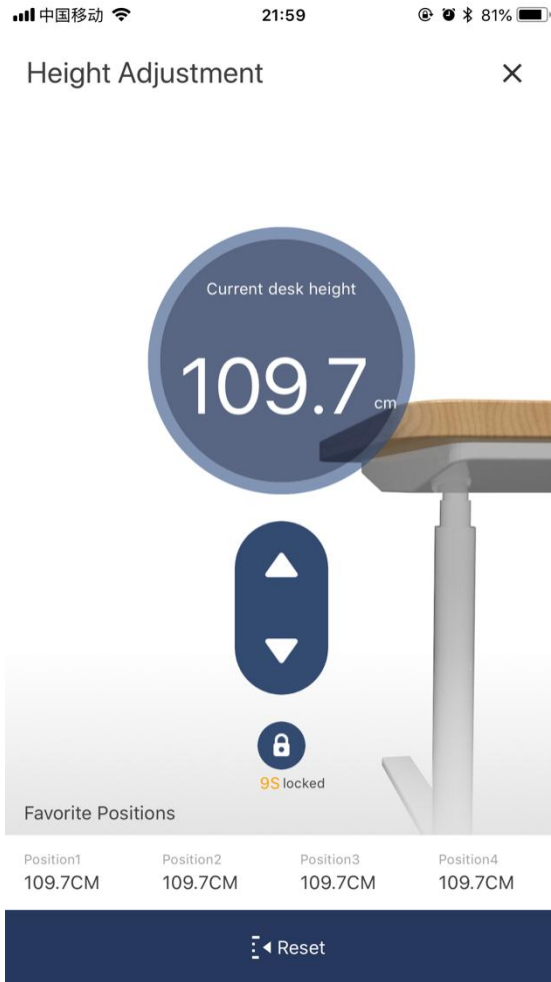 中国移动 21:59 81%
Height Adjustment
Current desk height
109.7 cm
9S locked
Favorite Positions
Position1 Position2 Position3 Position4
109.7CM 109.7CM 109.7CM 109.7CM
Reset